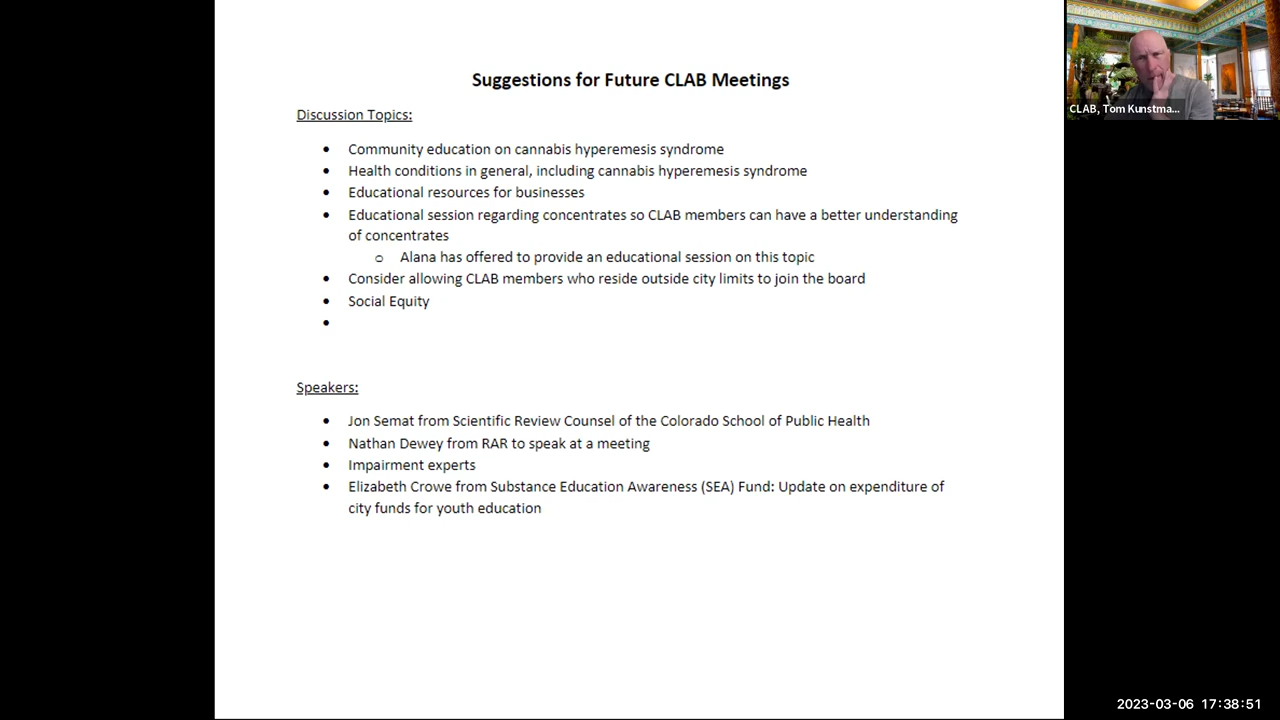 Suggestions for Future CLAB Meetings
CLAB, Tom Kunstma...
Discussion Topics:
• Community education on cannabis hyperemesis syndrome
• Health conditions in general, including cannabis hyperemesis syndrome
• Educational resources for businesses
• Educational session regarding concentrates so CLAB members can have a better understanding
of concentrates
o Alana has offered to provide an educational session on this topic
• Consider allowing CLAB members who reside outside city limits to join the board
• Social Equity
•
Speakers:
• Jon Semat from Scientific Review Counsel of the Colorado School of Public Health
• Nathan Dewey from RAR to speak at a meeting
• Impairment experts
• Elizabeth Crowe from Substance Education Awareness (SEA) Fund: Update on expenditure of
city funds for youth education
2023-03-06 17:38:51